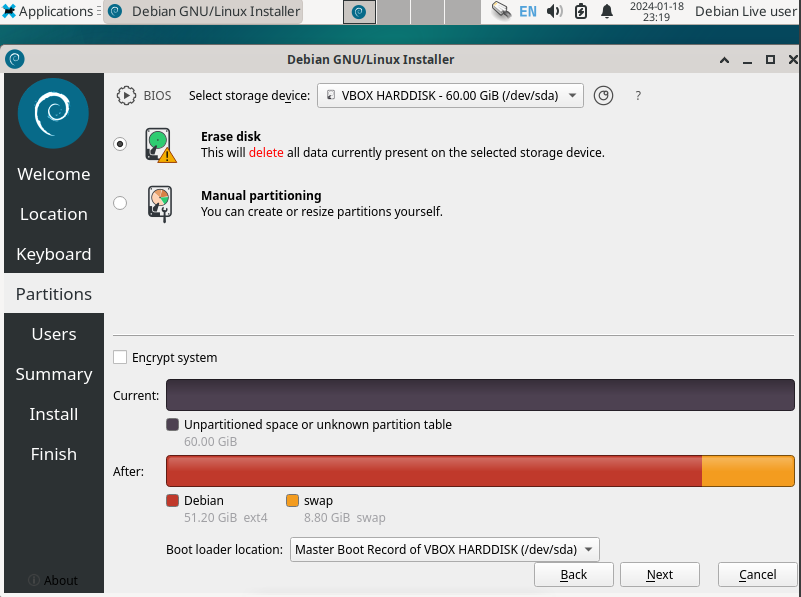 Applications
Debian GNU/Linux Installer
EN
2024-01-18
23:19
Debian Live user
Debian GNU/Linux Installer
Welcome
Location
Keyboard
Partitions
Users
Summary
Install
Finish
About
BIOS
Select storage device:
VBOX HARDDISK - 60.00 GiB (/dev/sda)
?
Erase disk
This will delete all data currently present on the selected storage device.
Manual partitioning
You can create or resize partitions yourself.
Encrypt system
Current:
Unpartitioned space or unknown partition table
60.00 GiB
After:
Debian
51.20 GiB ext4
swap
8.80 GiB swap
Boot loader location:
Master Boot Record of VBOX HARDDISK (/dev/sda)
Back
Next
Cancel